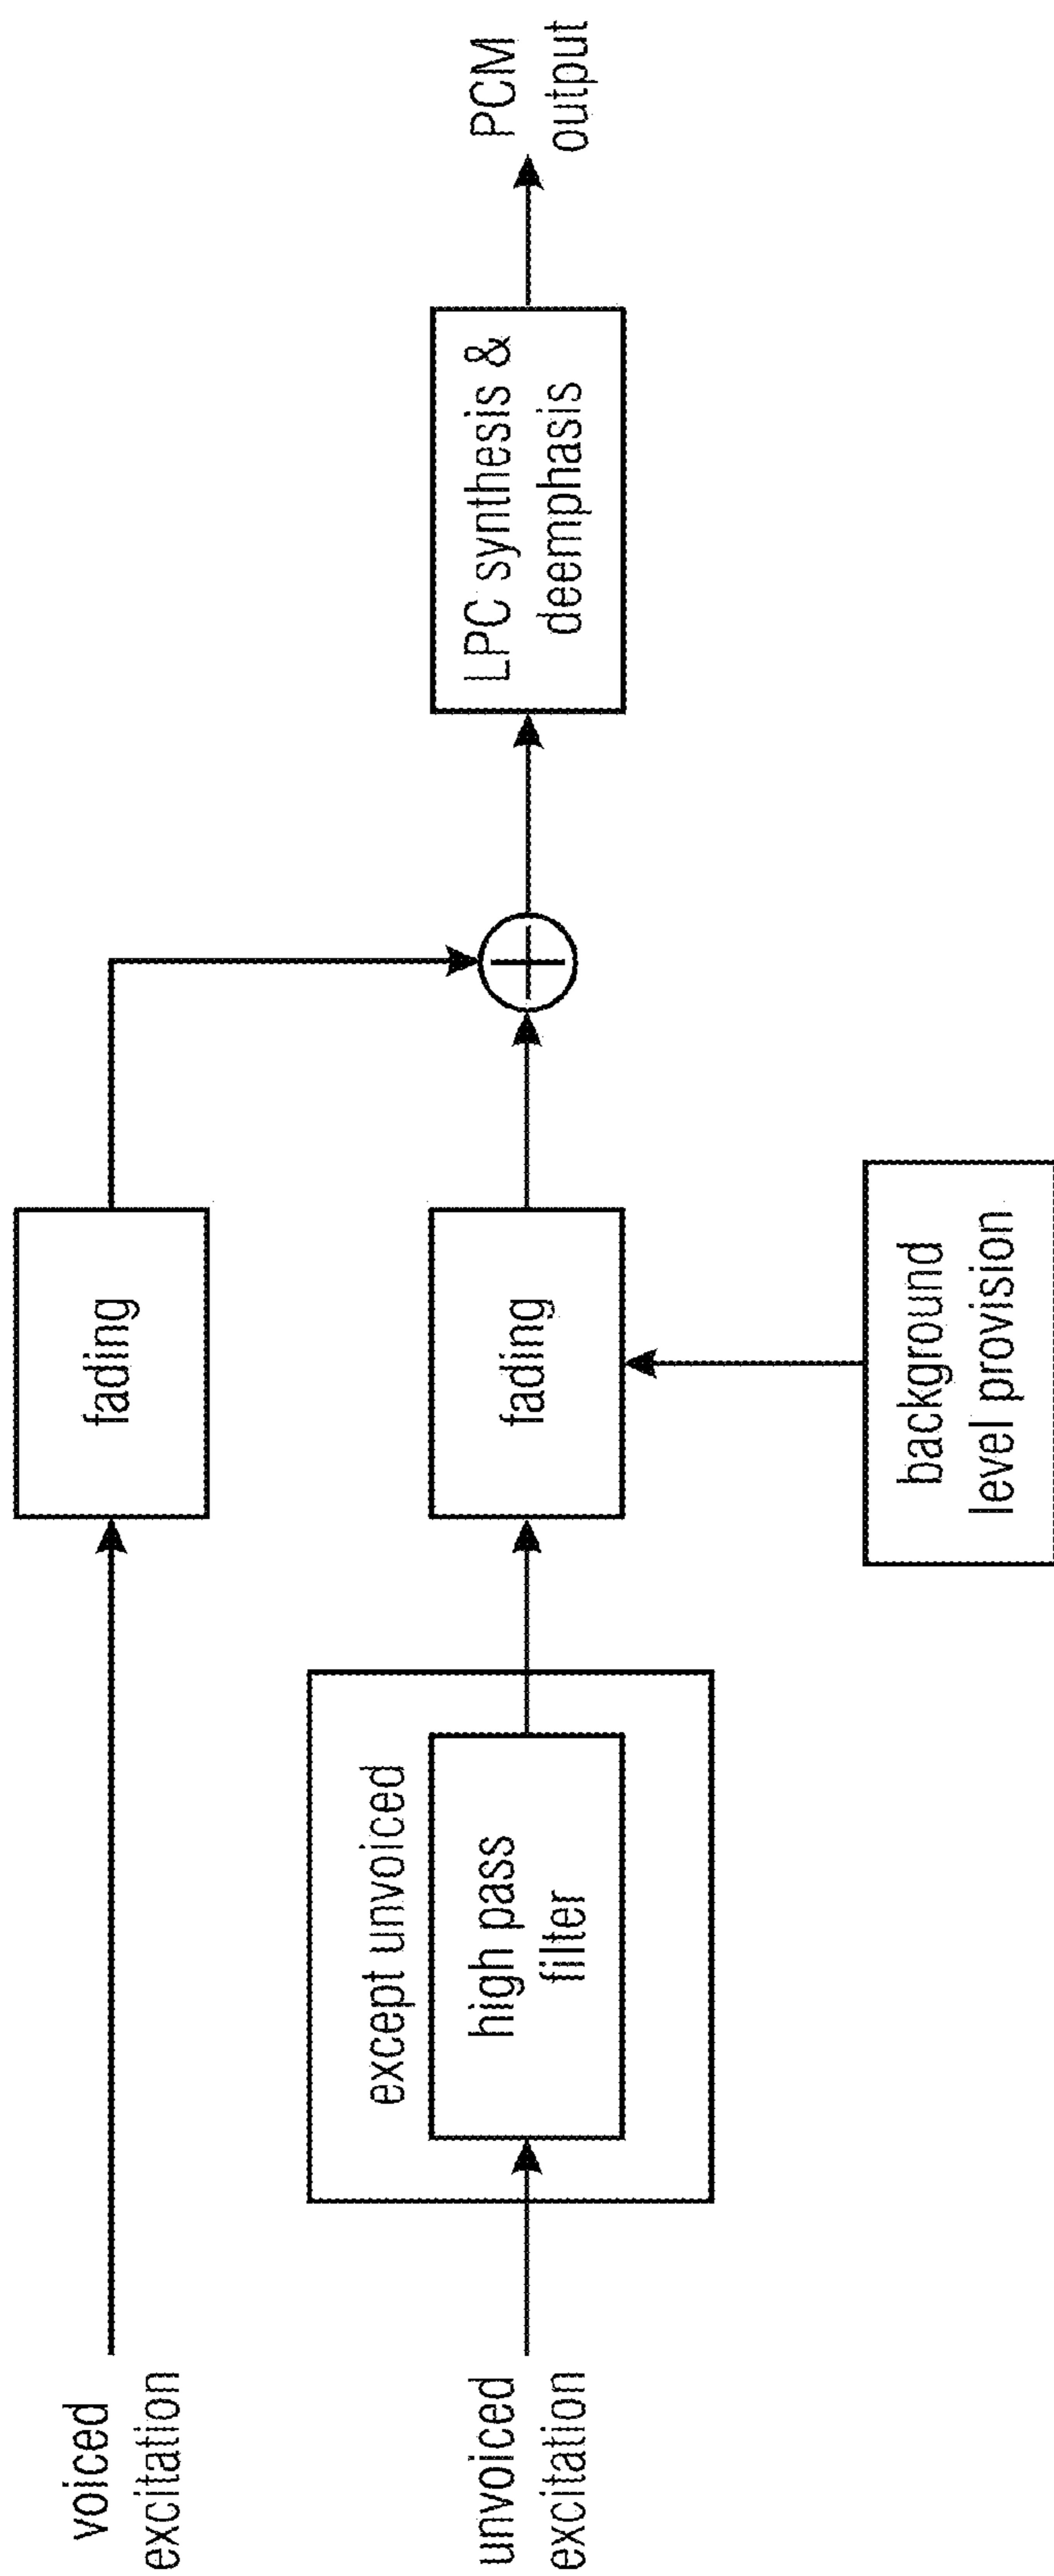 voiced
excitation
fading
unvoiced
excitation
except unvoiced
high pass
filter
fading
background
level provision
LPC synthesis &
deemphasis
PCM
output